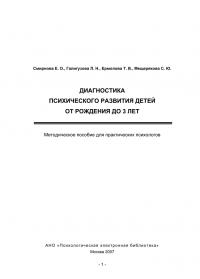 Смирнова Е. О., Галигузова Л. Н., Ермолова Т. В., Мещерякова С. Ю.
ДИАГНОСТИКА
ПСИХИЧЕСКОГО РАЗВИТИЯ ДЕТЕЙ
ОТ РОЖДЕНИЯ ДО 3 ЛЕТ
Методическое пособие для практических психологов
АНО «Психологическая электронная библиотека»
Москва 2007
- 1 -